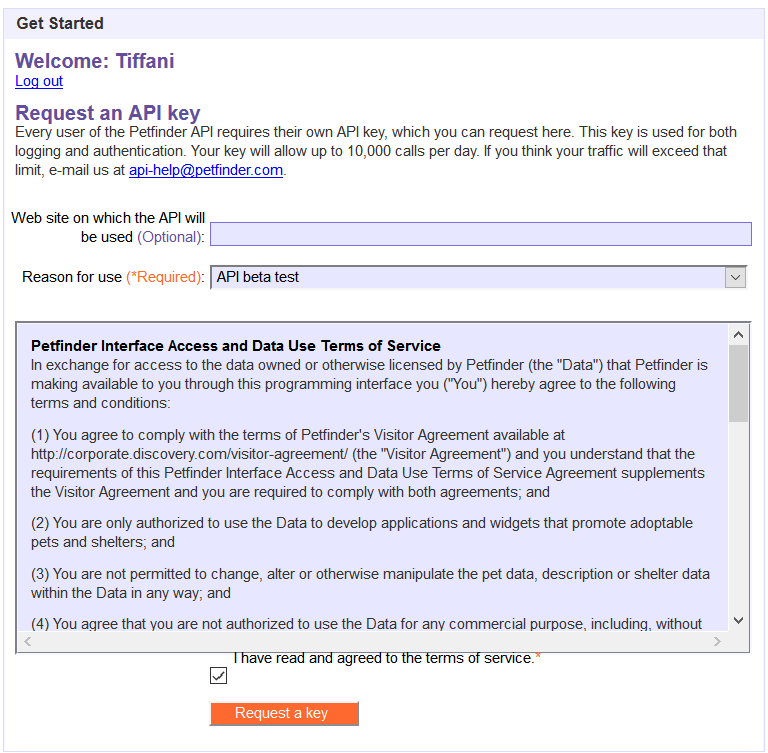 Get Started
Welcome: Tiffani
Log out
Request an API key
Every user of the Petfinder API requires their own API key, which you can request here. This key is used for both
logging and authentication. Your key will allow up to 10,000 calls per day. If you think your traffic will exceed that
limit, e-mail us at api-help@petfinder.com.
Web site on which the API will
be used (Optional):
Reason for use (*Required): API beta test
Petfinder Interface Access and Data Use Terms of Service
In exchange for access to the data owned or otherwise licensed by Petfinder (the "Data") that Petfinder is
making available to you through this programming interface you ("You") hereby agree to the following
terms and conditions:
(1) You agree to comply with the terms of Petfinder's Visitor Agreement available at
http://corporate.discovery.com/visitor-agreement/ (the "Visitor Agreement") and you understand that the
requirements of this Petfinder Interface Access and Data Use Terms of Service Agreement supplements
the Visitor Agreement and you are required to comply with both agreements; and
(2) You are only authorized to use the Data to develop applications and widgets that promote adoptable
pets and shelters; and
(3) You are not permitted to change, alter or otherwise manipulate the pet data, description or shelter data
within the Data in any way; and
(4) You agree that you are not authorized to use the Data for any commercial purpose, including, without
I have read and agreed to the terms of service.*
Request a key